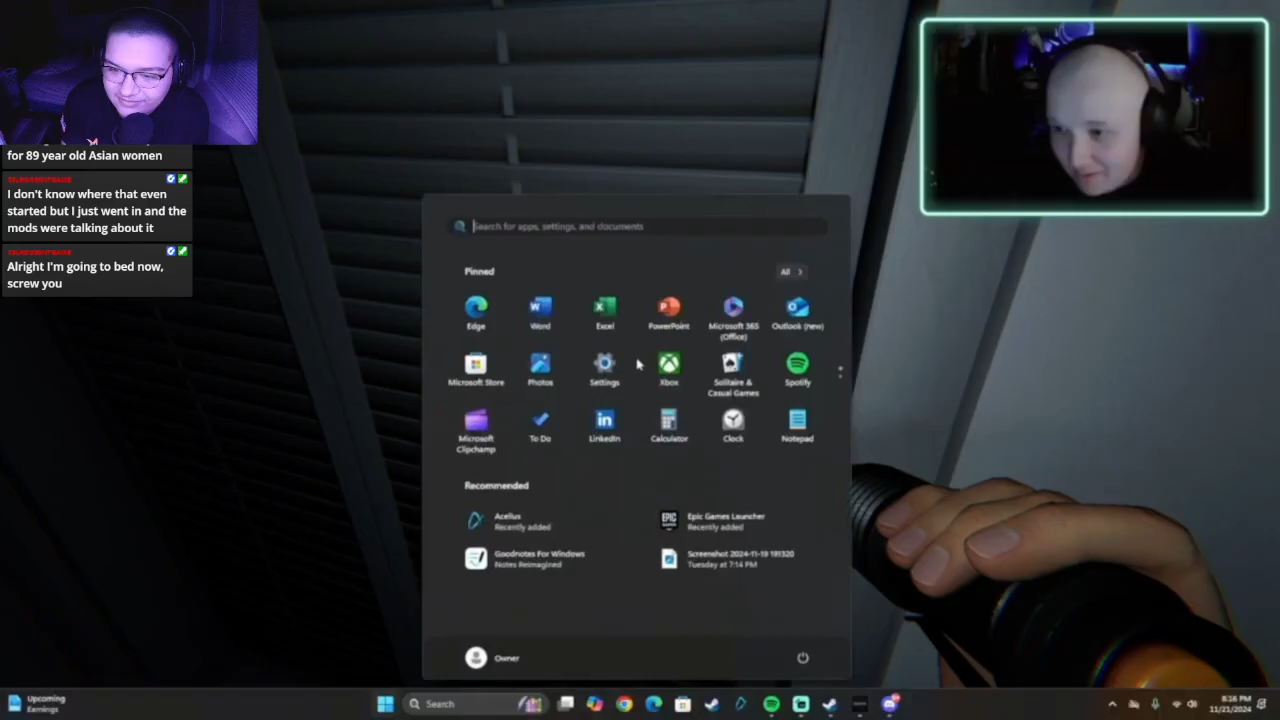 for 89 year old Asian women
I don't know where that even
started but I just went in and the
mods were talking about it
Alright I'm going to bed now,
screw you
Search for apps, settings, and documents
Pinned
All >
Edge
Word
Excel
PowerPoint
Microsoft 365
(Office)
Outlook (new)
Microsoft Store
Photos
Settings
Xbox
Solitaire &
Casual Games
Spotify
Microsoft
Clipchamp
To Do
LinkedIn
Calculator
Clock
Notepad
Recommended
Acellus
Recently added
EPIC
GAMES
Epic Games Launcher
Recently added
Goodnotes For Windows
Notes Reimagined
Screenshot 2024-11-19 191320
Tuesday at 7:14 PM
Owner
Upcoming
Earnings
Search
8:16 PM
11/21/2024